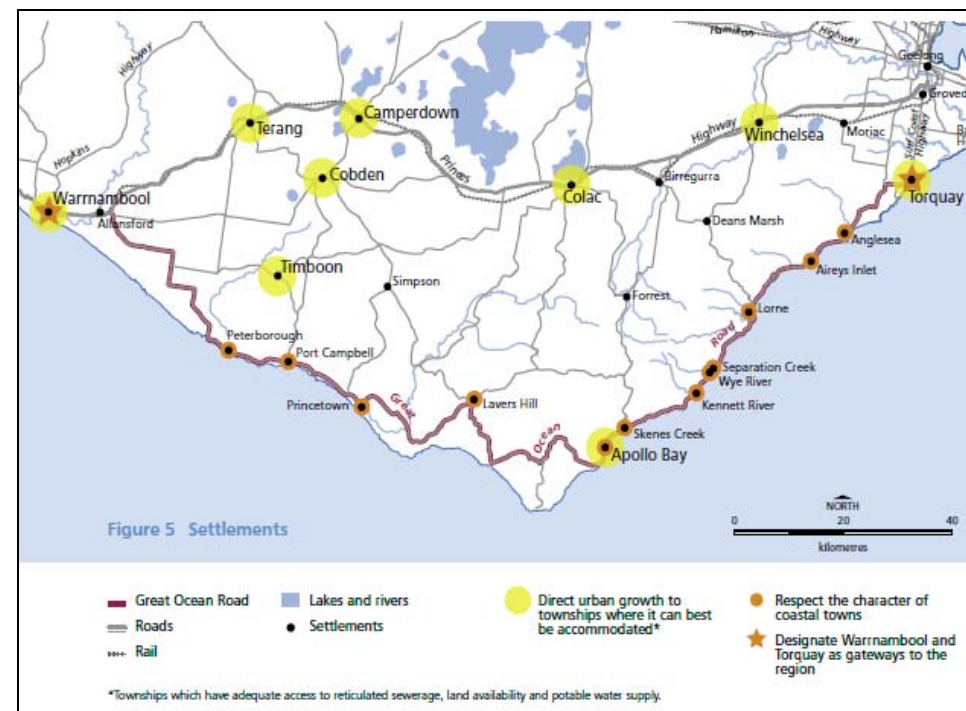 Hamilton
Highway
Geelong
Highway
Camperdown
Groved
Terang
Highway
Winchelsea
Moriac
Surf Coast
Highway
Hopkins
Princes
Cobden
Birregurra
Colac
Torquay
Warrnambool
Allansford
Deans Marsh
Anglesea
Aireys Inlet
Timboon
Simpson
Forrest
Lorne
Peterborough
Road
Port Campbell
Separation Creek
Wye River
Princetown
Great
Lavers Hill
Kennett River
Ocean
Skenes Creek
Apollo Bay
NORTH
Figure 5 Settlements
0 20 40
kilometres
Great Ocean Road
Roads
Rail
Lakes and rivers
Settlements
Direct urban growth to
townships where it can best
be accommodated*
Respect the character of
coastal towns
Designate Warrnambool and
Torquay as gateways to the
region
*Townships which have adequate access to reticulated sewerage, land availability and potable water supply.